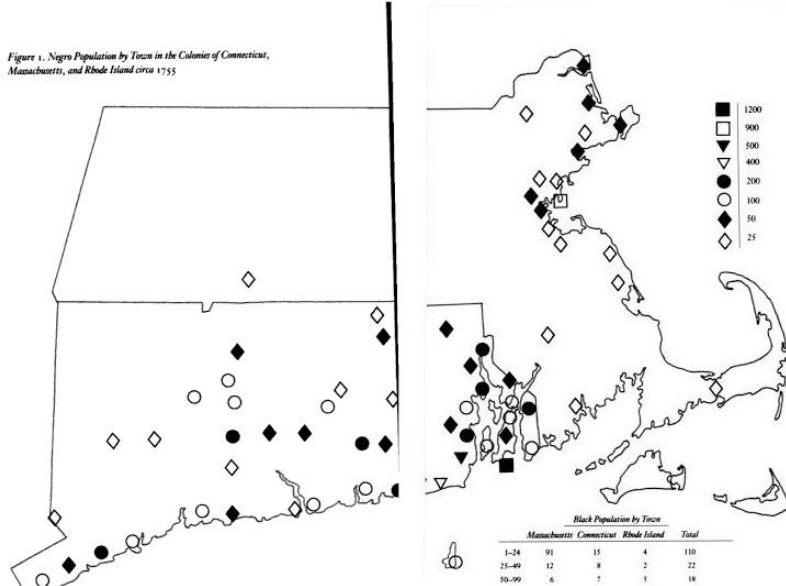 Figure 1. Negro Population by Town in the Colonies of Connecticut,
Massachusetts, and Rhode Island circa 1755
1200
900
500
400
200
100
50
25
Black Population by Town
Massachusetts Connecticut Rhode Island Total
1–24 91 15 4 110
25–49 12 8 2 22
50–99 6 7 5 18